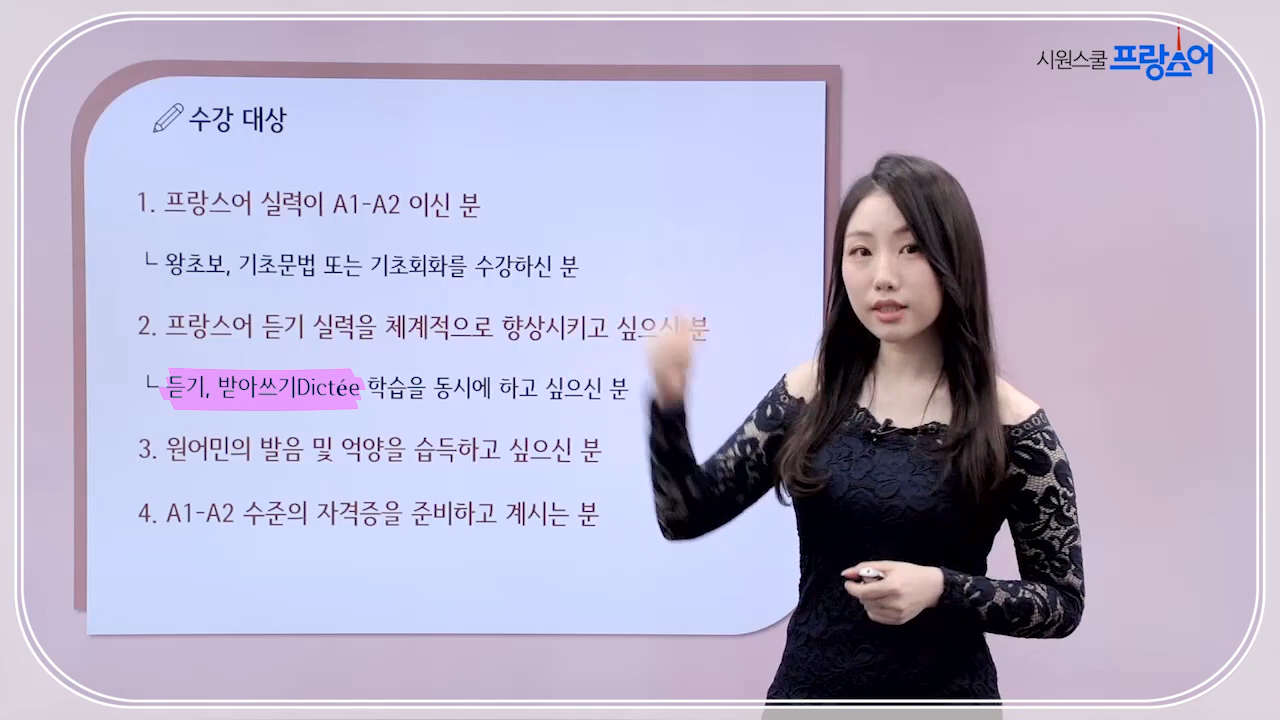 시원스쿨 프랑스어
수강 대상
1. 프랑스어 실력이 A1-A2 이신 분
└ 왕초보, 기초문법 또는 기초회화를 수강하신 분
2. 프랑스어 듣기 실력을 체계적으로 향상시키고 싶으신 분
└ 듣기, 받아쓰기Dictée 학습을 동시에 하고 싶으신 분
3. 원어민의 발음 및 억양을 습득하고 싶으신 분
4. A1-A2 수준의 자격증을 준비하고 계시는 분